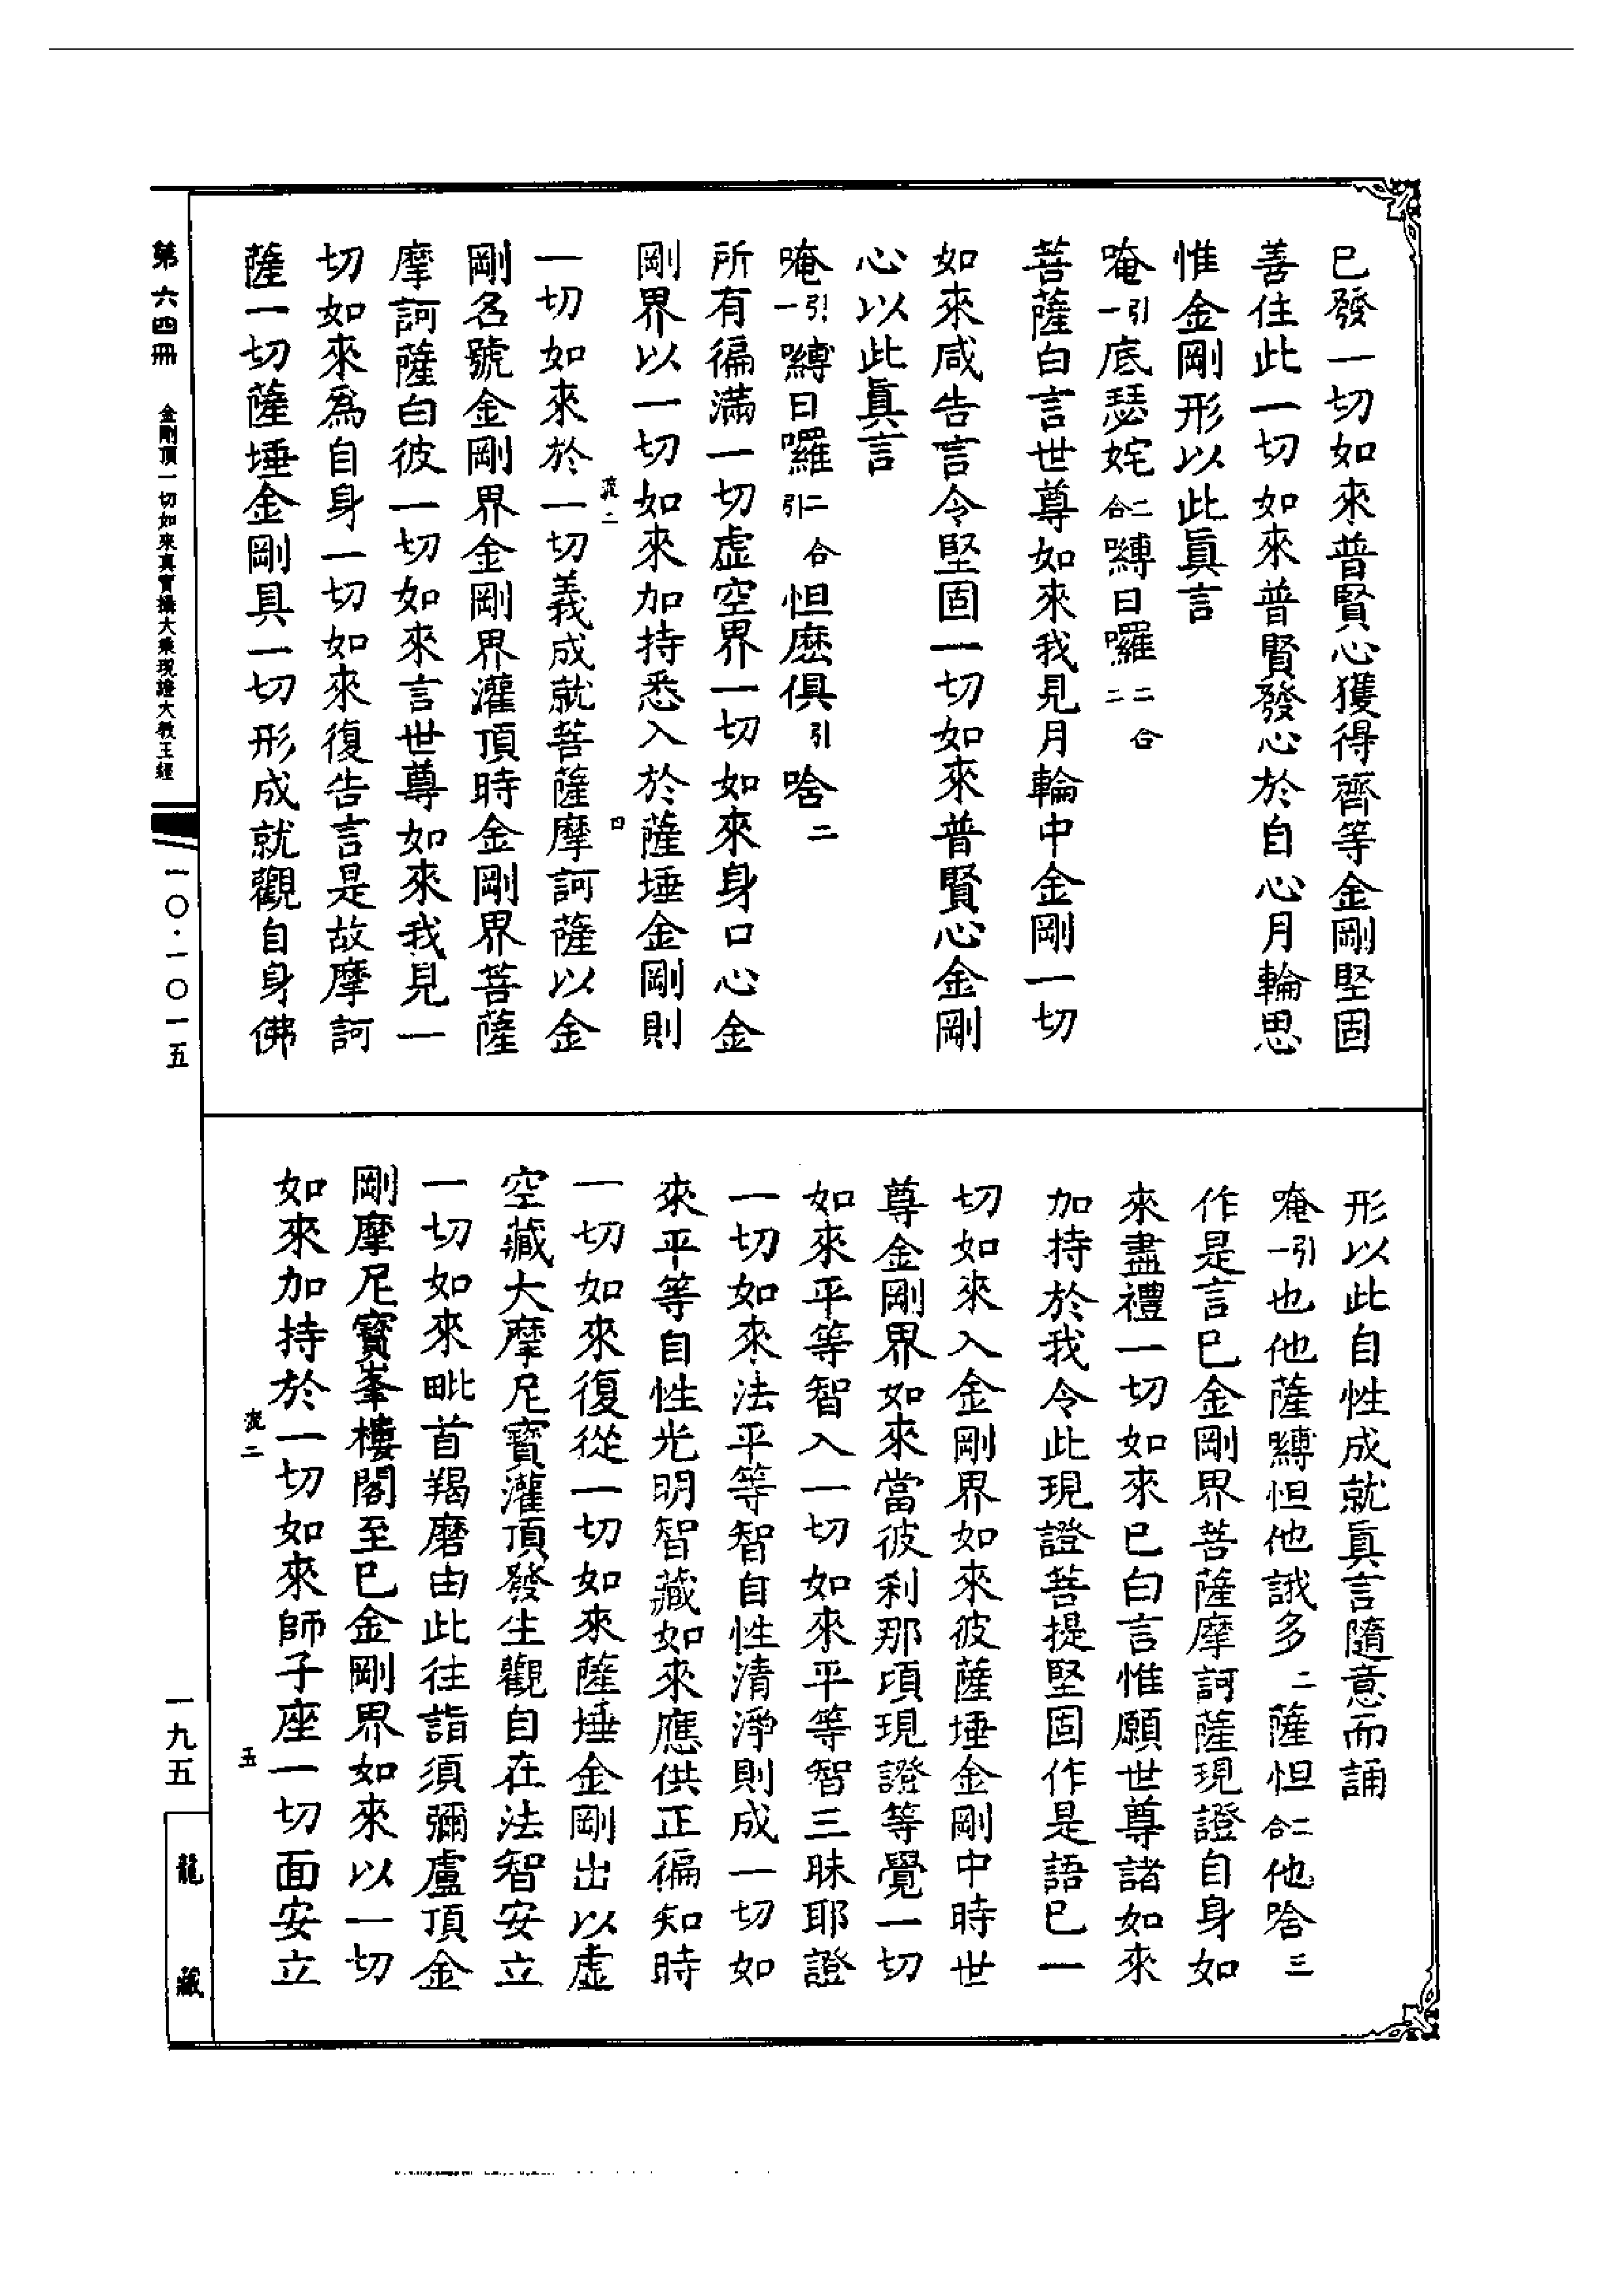 已發一切如來普賢心獲得齊等金剛堅固
善住此一切如來普賢發心於自心月輪思
惟金剛形以此眞言
唵引一底瑟姹二合嚩日囉二合二
菩薩白言世尊如來我見月輪中金剛一切
如來咸告言令堅固一切如來普賢心金剛
心以此眞言
唵引一嚩日囉二合引怛麽俱引唅二
所有徧滿一切虛空界一切如來身口心金
剛界以一切如來加持悉入於薩埵金剛則
一切如來於一切義成就菩薩摩訶薩以金
剛名號金剛界金剛界灌頂時金剛界菩薩
摩訶薩白彼一切如來言世尊如來我見一
切如來爲自身一切如來復告言是故摩訶
薩一切薩埵金剛具一切形成就觀自身佛
形以此自性成就眞言隨意而誦
唵引一也他薩嚩怛他誐多二薩怛二合他唅三
作是言已金剛界菩薩摩訶薩現證自身如
來盡禮一切如來已白言惟願世尊諸如來
加持於我令此現證菩提堅固作是語已一
切如來入金剛界如來彼薩埵金剛中時世
尊金剛界如來當彼刹那頃現證等覺一切
如來平等智入一切如來平等智三昧耶證
一切如來法平等智自性清淨則成一切如
來平等自性光明智藏如來應供正徧知時
一切如來復從一切如來薩埵金剛出以虛
空藏大摩尼寶灌頂發生觀自在法智安立
一切如來毗首羯磨由此往詣須彌盧頂金
剛摩尼寶峯樓閣至已金剛界如來以一切
如來加持於一切如來師子座一切面安立
第六四冊
金剛頂一切如來真實攝大乘現證大教王經
一〇·一〇一五
一九五
龍藏